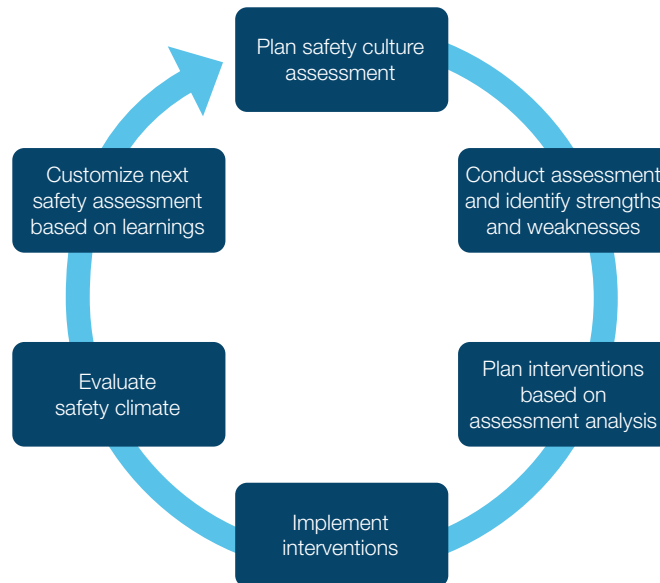 Plan safety culture
assessment
Conduct assessment
and identify strengths
and weaknesses
Plan interventions
based on
assessment analysis
Implement
interventions
Evaluate
safety climate
Customize next
safety assessment
based on learnings